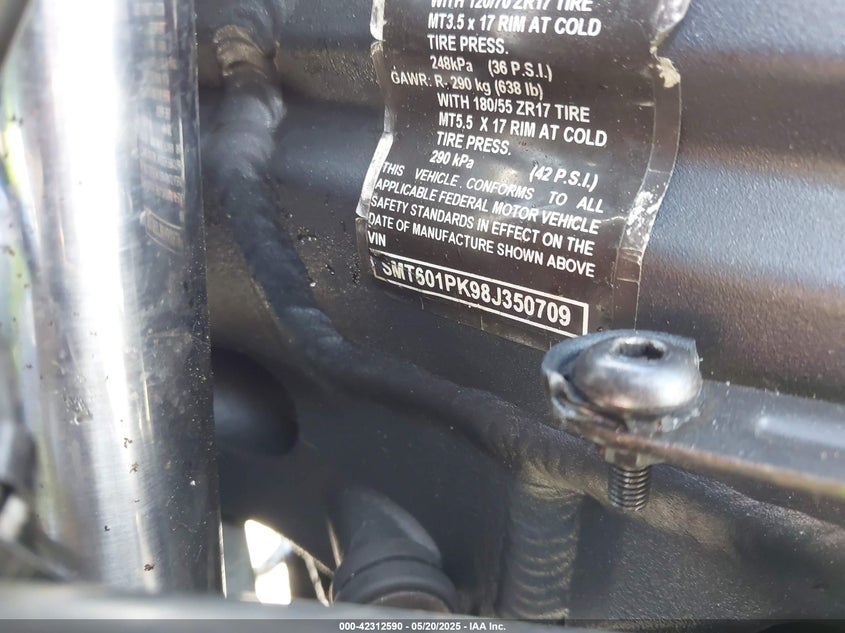 WITH 120/70 ZR17 TIRE
MT3.5 x 17 RIM AT COLD
TIRE PRESS.
248kPa (36 P.S.I.)
GAWR: R- 290 kg (638 lb)
WITH 180/55 ZR17 TIRE
MT5.5 X 17 RIM AT COLD
TIRE PRESS.
290 kPa (42 P.S.I.)
THIS VEHICLE CONFORMS TO ALL
APPLICABLE FEDERAL MOTOR VEHICLE
SAFETY STANDARDS IN EFFECT ON THE
DATE OF MANUFACTURE SHOWN ABOVE
VIN
SMT601PK98J350709
000-42312590 - 05/20/2025 - IAA Inc.